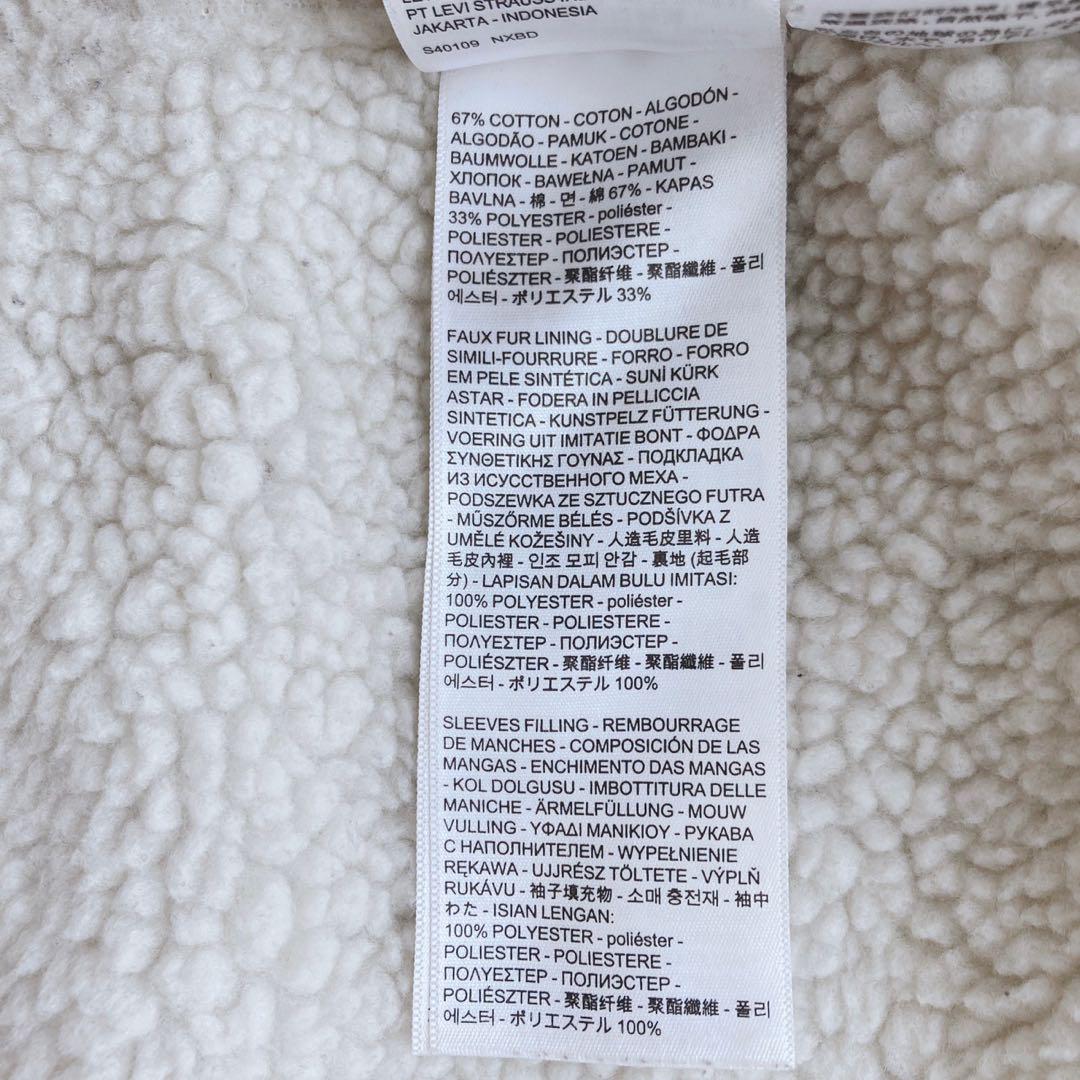 PT LEVI STRAUSS
JAKARTA - INDONESIA
S40109 NXBD
67% COTTON - COTON - ALGODÓN -
ALGODÃO - PAMUK - COTONE -
BAUMWOLLE - KATOEN - BAMBAKI -
ХЛОПОК - BAWEŁNA - PAMUT -
BAVLNA - 棉 - 면 - 綿 67% - KAPAS
33% POLYESTER - poliéster -
POLIESTER - POLIESTERE -
ΠΟΛΥΕΣΤΕΡ - ПОЛИЭСТЕР -
POLIÉSZTER - 聚酯纤维 - 聚酯纖維 - 폴리
에스터 - ポリエステル 33%
FAUX FUR LINING - DOUBLURE DE
SIMILI-FOURRURE - FORRO - FORRO
EM PELE SINTÉTICA - SUNİ KÜRK
ASTAR - FODERA IN PELLICCIA
SINTETICA - KUNSTPELZ FÜTTERUNG -
VOERING UIT IMITATIE BONT - ΦΟΔΡΑ
ΣΥΝΘΕΤΙΚΗΣ ΓΟΥΝΑΣ - ПОДКЛАДКА
ИЗ ИСУССТВЕННОГО МЕХА -
PODSZEWKA ZE SZTUCZNEGO FUTRA
- MŰSZŐRME BÉLÉS - PODŠÍVKA Z
UMĚLÉ KOŽEŠINY - 人造毛皮里料 - 人造
毛皮內裡 - 인조 모피 안감 - 裏地 (起毛部
分) - LAPISAN DALAM BULU IMITASI:
100% POLYESTER - poliéster -
POLIESTER - POLIESTERE -
ΠΟΛΥΕΣΤΕΡ - ПОЛИЭСТЕР -
POLIÉSZTER - 聚酯纤维 - 聚酯纖維 - 폴리
에스터 - ポリエステル 100%
SLEEVES FILLING - REMBOURRAGE
DE MANCHES - COMPOSICIÓN DE LAS
MANGAS - ENCHIMENTO DAS MANGAS
- KOL DOLGUSU - IMBOTTITURA DELLE
MANICHE - ÄRMELFÜLLUNG - MOUW
VULLING - ΥΦΑΔΙ ΜΑΝΙΚΙΟΥ - РУКАВА
С НАПОЛНИТЕЛЕМ - WYPEŁNIENIE
RĘKAWA - UJJRÉSZ TÖLTETE - VÝPLŇ
RUKÁVU - 袖子填充物 - 소매 충전재 - 袖中
わた - ISIAN LENGAN:
100% POLYESTER - poliéster -
POLIESTER - POLIESTERE -
ΠΟΛΥΕΣΤΕΡ - ПОЛИЭСТЕР -
POLIÉSZTER - 聚酯纤维 - 聚酯纖維 - 폴리
에스터 - ポリエステル 100%